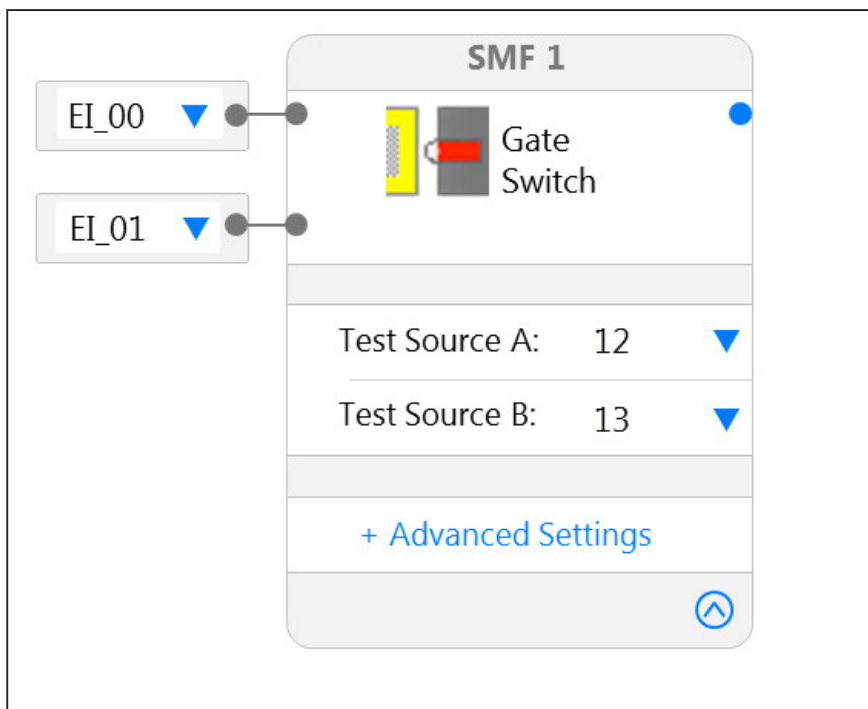 SMF 1
EI_00
Gate
Switch
EI_01
Test Source A: 12
Test Source B: 13
+ Advanced Settings